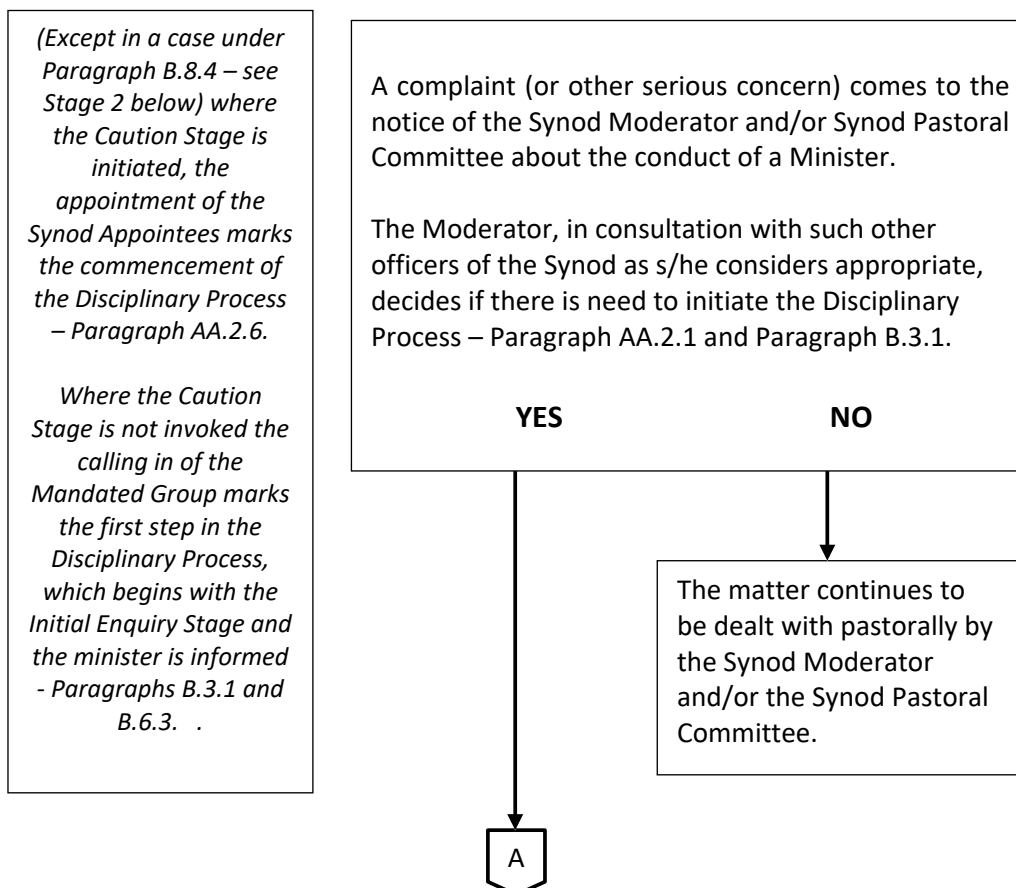 (Except in a case under
Paragraph B.8.4 – see
Stage 2 below) where
the Caution Stage is
initiated, the
appointment of the
Synod Appointees marks
the commencement of
the Disciplinary Process
– Paragraph AA.2.6.
Where the Caution
Stage is not invoked the
calling in of the
Mandated Group marks
the first step in the
Disciplinary Process,
which begins with the
Initial Enquiry Stage and
the minister is informed
- Paragraphs B.3.1 and
B.6.3. .
A complaint (or other serious concern) comes to the
notice of the Synod Moderator and/or Synod Pastoral
Committee about the conduct of a Minister.
The Moderator, in consultation with such other
officers of the Synod as s/he considers appropriate,
decides if there is need to initiate the Disciplinary
Process – Paragraph AA.2.1 and Paragraph B.3.1.
YES NO
The matter continues to
be dealt with pastorally by
the Synod Moderator
and/or the Synod Pastoral
Committee.
A